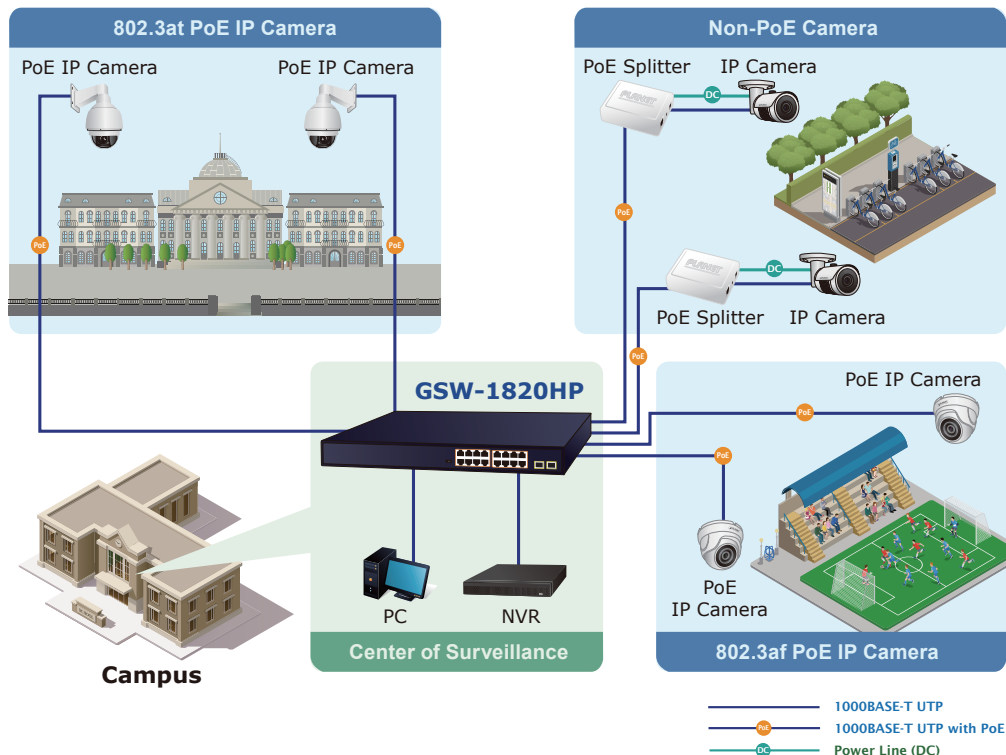 802.3at PoE IP Camera
PoE IP Camera
PoE IP Camera
PoE
PoE
Non-PoE Camera
PoE Splitter
IP Camera
PLANET
DC
PoE
PLANET
DC
PoE Splitter
IP Camera
PoE
GSW-1820HP
PC
NVR
Center of Surveillance
Campus
PoE IP Camera
PoE
PoE
PoE
IP Camera
802.3af PoE IP Camera
1000BASE-T UTP
PoE
1000BASE-T UTP with PoE
DC
Power Line (DC)